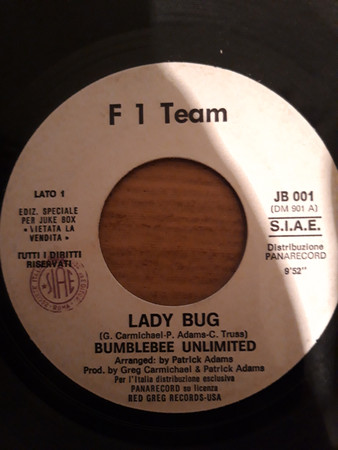 F 1 Team
LATO 1
EDIZ. SPECIALE
PER JUKE BOX
• VIETATA LA
VENDITA •
TUTTI I DIRITTI
RISERVATI
SIAE
JB 001
(DM 901 A)
S.I.A.E.
Distribuzione
PANARECORD
9'52"
LADY BUG
(G. Carmichael-P. Adams-C. Truss)
BUMBLEBEE UNLIMITED
Arranged: by Patrick Adams
Prod. by Greg Carmichael & Patrick Adams
Per l'Italia distribuzione esclusiva
PANARECORD su licenza
RED GREG RECORDS-USA